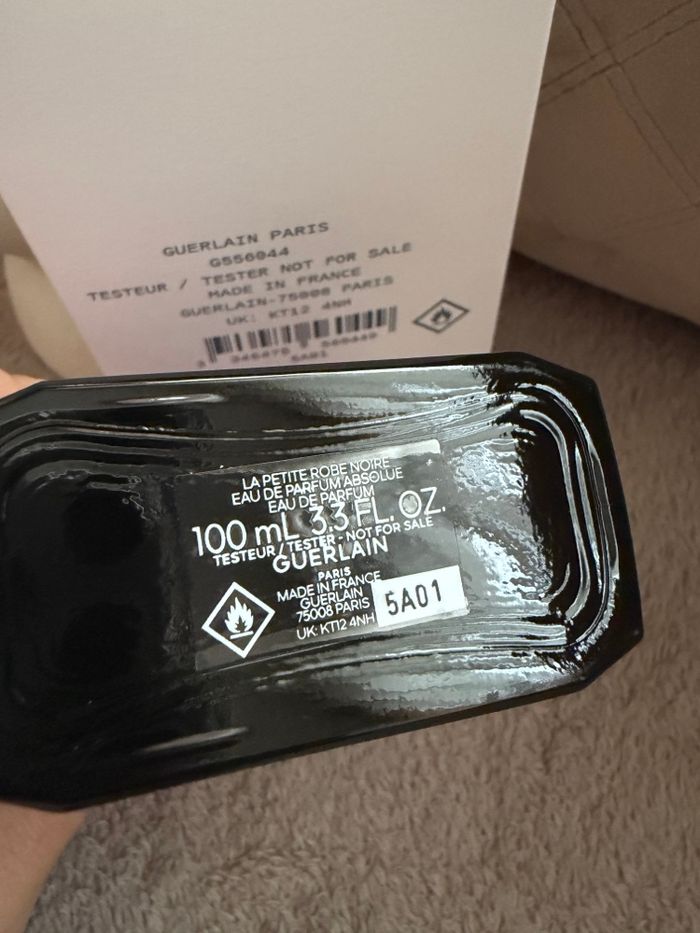 GUERLAIN PARIS
G556044
TESTEUR / TESTER NOT FOR SALE
MADE IN FRANCE
GUERLAIN-75008 PARIS
UK: KT12 4NH
5A01
LA PETITE ROBE NOIRE
EAU DE PARFUM ABSOLUE
EAU DE PARFUM
100 mL 3.3 FL. OZ.
TESTEUR / TESTER - NOT FOR SALE
GUERLAIN
PARIS
MADE IN FRANCE
GUERLAIN
75008 PARIS
5A01
UK: KT12 4NH